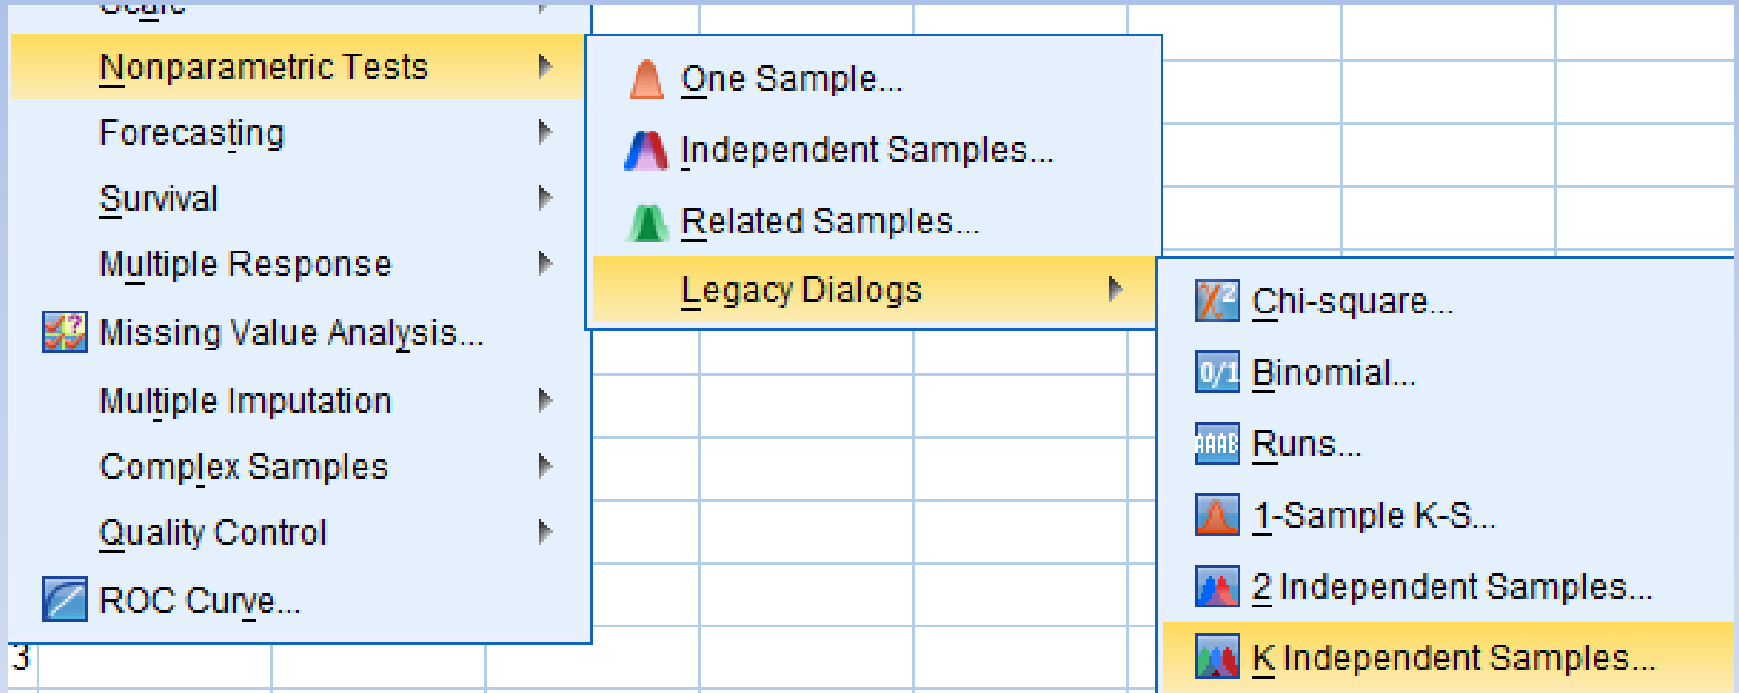 Scale
Nonparametric Tests
Forecasting
Survival
Multiple Response
Missing Value Analysis...
Multiple Imputation
Complex Samples
Quality Control
ROC Curve...
3
One Sample...
Independent Samples...
Related Samples...
Legacy Dialogs
Chi-square...
Binomial...
Runs...
1-Sample K-S...
2 Independent Samples...
K Independent Samples...